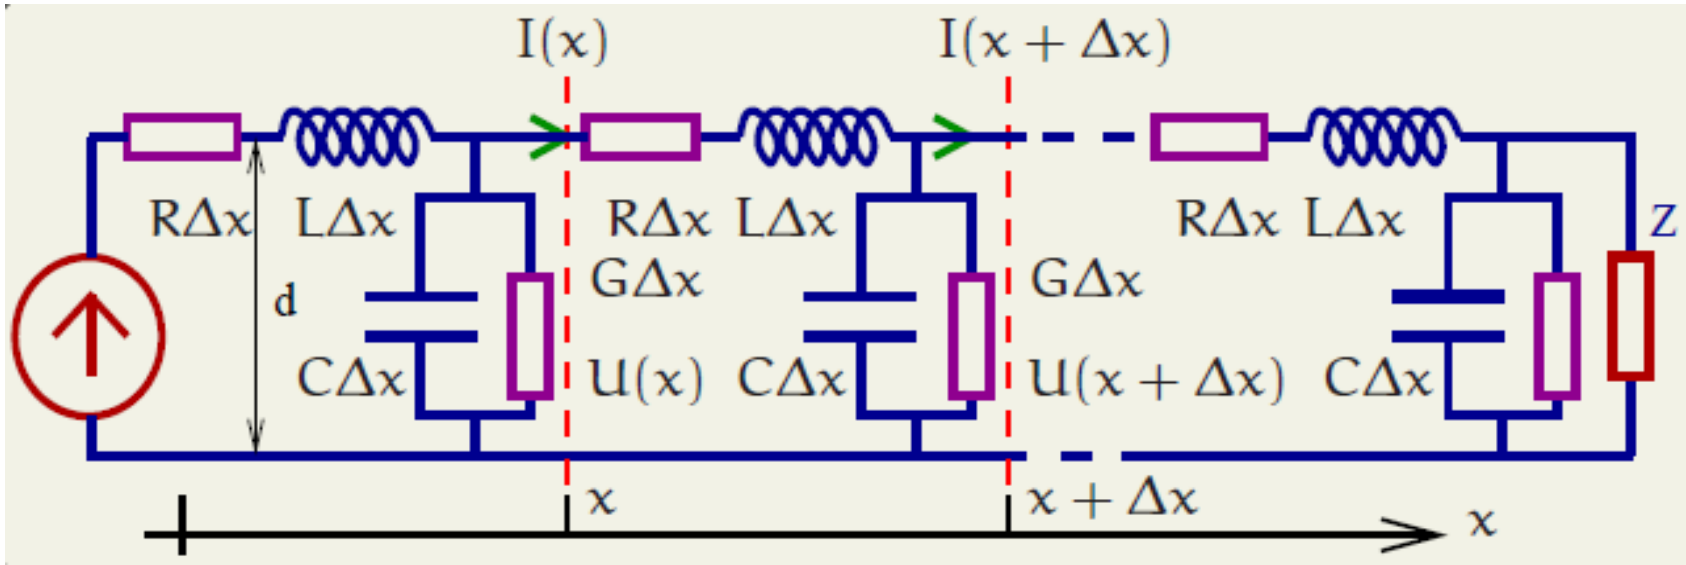 I(x) I(x + Δx)
RΔx LΔx RΔx LΔx RΔx LΔx Z
d GΔx GΔx
CΔx U(x) CΔx U(x + Δx) CΔx
x x + Δx x